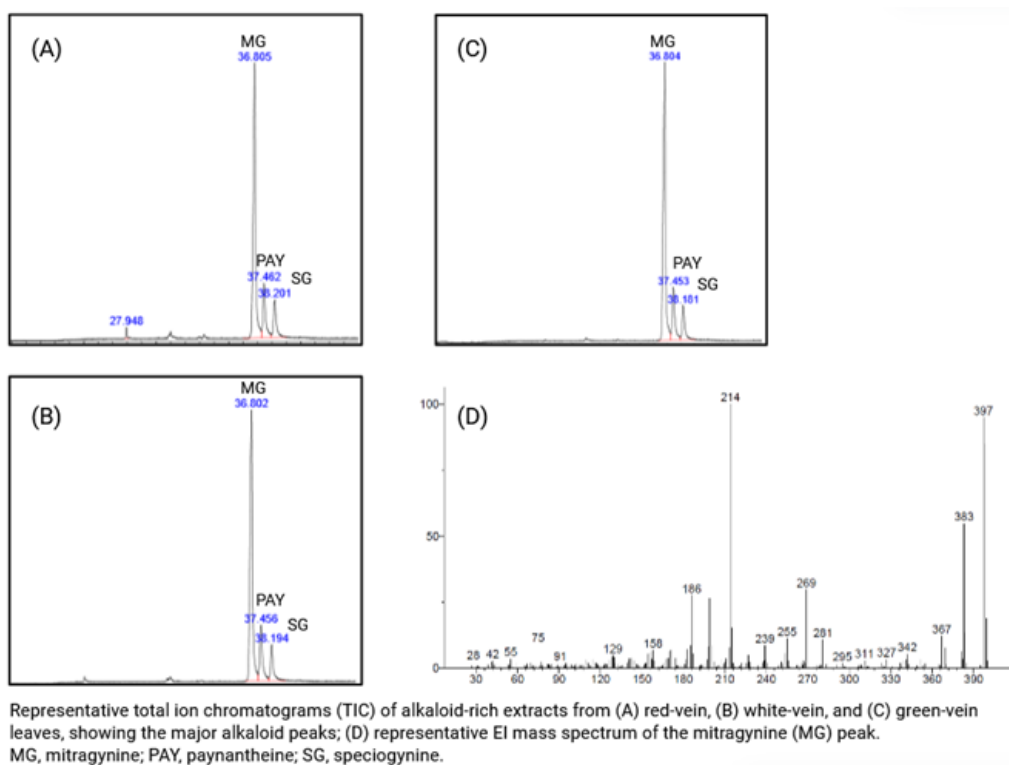 (A)
MG
36.805
PAY
37.462
SG
38.201
27.948
(C)
MG
36.804
PAY
37.453
SG
38.181
(B)
MG
36.802
PAY
37.456
SG
38.194
(D)
100
50
0
214
397
383
186
269
75
129
158
239
255
281
367
28
42
55
91
295
311
327
342
30
60
90
120
150
180
210
240
270
300
330
360
390
Representative total ion chromatograms (TIC) of alkaloid-rich extracts from (A) red-vein, (B) white-vein, and (C) green-vein
leaves, showing the major alkaloid peaks; (D) representative EI mass spectrum of the mitragynine (MG) peak.
MG, mitragynine; PAY, paynantheine; SG, speciogynine.